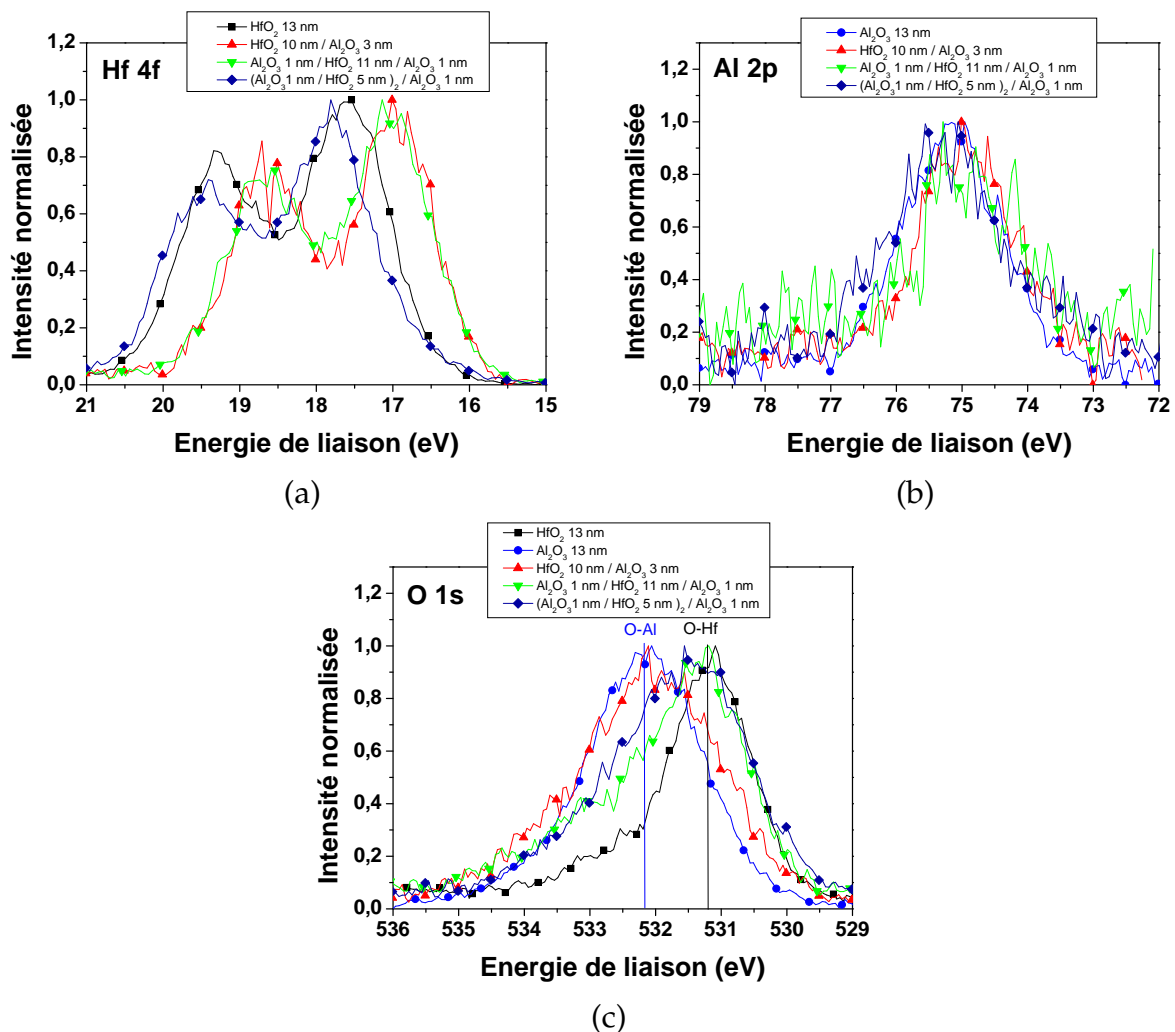 HfO₂ 13 nm
HfO₂ 10 nm / Al₂O₃ 3 nm
Al₂O₃ 1 nm / HfO₂ 11 nm / Al₂O₃ 1 nm
(Al₂O₃1 nm / HfO₂ 5 nm )₂ / Al₂O₃ 1 nm
Hf 4f
Intensité normalisée
1,2
1,0
0,8
0,6
0,4
0,2
0,0
21 20 19 18 17 16 15
Energie de liaison (eV)
(a)
Al₂O₃ 13 nm
HfO₂ 10 nm / Al₂O₃ 3 nm
Al₂O₃ 1 nm / HfO₂ 11 nm / Al₂O₃ 1 nm
(Al₂O₃1 nm / HfO₂ 5 nm )₂ / Al₂O₃ 1 nm
Al 2p
Intensité normalisée
1,2
1,0
0,8
0,6
0,4
0,2
0,0
79 78 77 76 75 74 73 72
Energie de liaison (eV)
(b)
HfO₂ 13 nm
Al₂O₃ 13 nm
HfO₂ 10 nm / Al₂O₃ 3 nm
Al₂O₃ 1 nm / HfO₂ 11 nm / Al₂O₃ 1 nm
(Al₂O₃1 nm / HfO₂ 5 nm )₂ / Al₂O₃ 1 nm
O 1s
O-Al O-Hf
Intensité normalisée
1,2
1,0
0,8
0,6
0,4
0,2
0,0
536 535 534 533 532 531 530 529
Energie de liaison (eV)
(c)